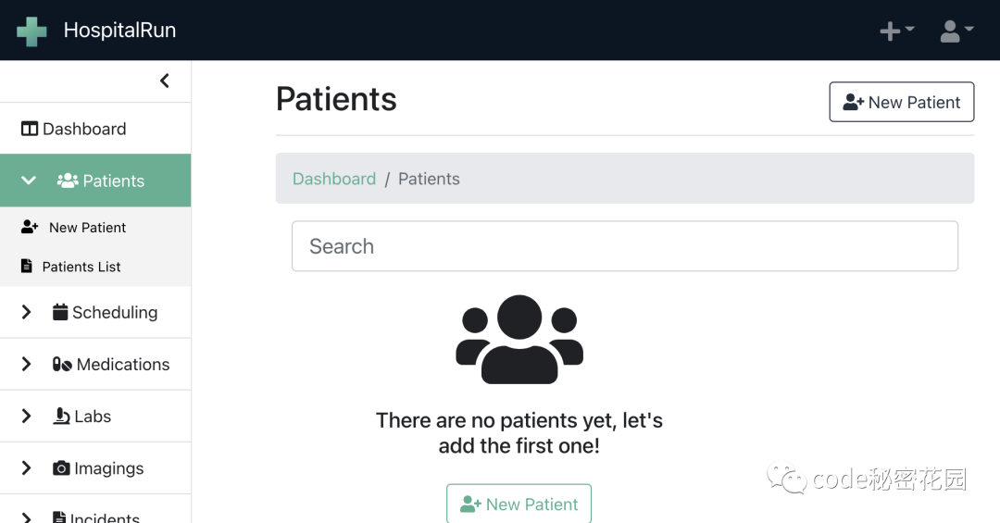 HospitalRun
Patients
New Patient
Dashboard
Dashboard / Patients
Patients
New Patient
Search
Patients List
Scheduling
Medications
Labs
There are no patients yet, let's
add the first one!
Imagings
code秘密花园
New Patient
Incidents